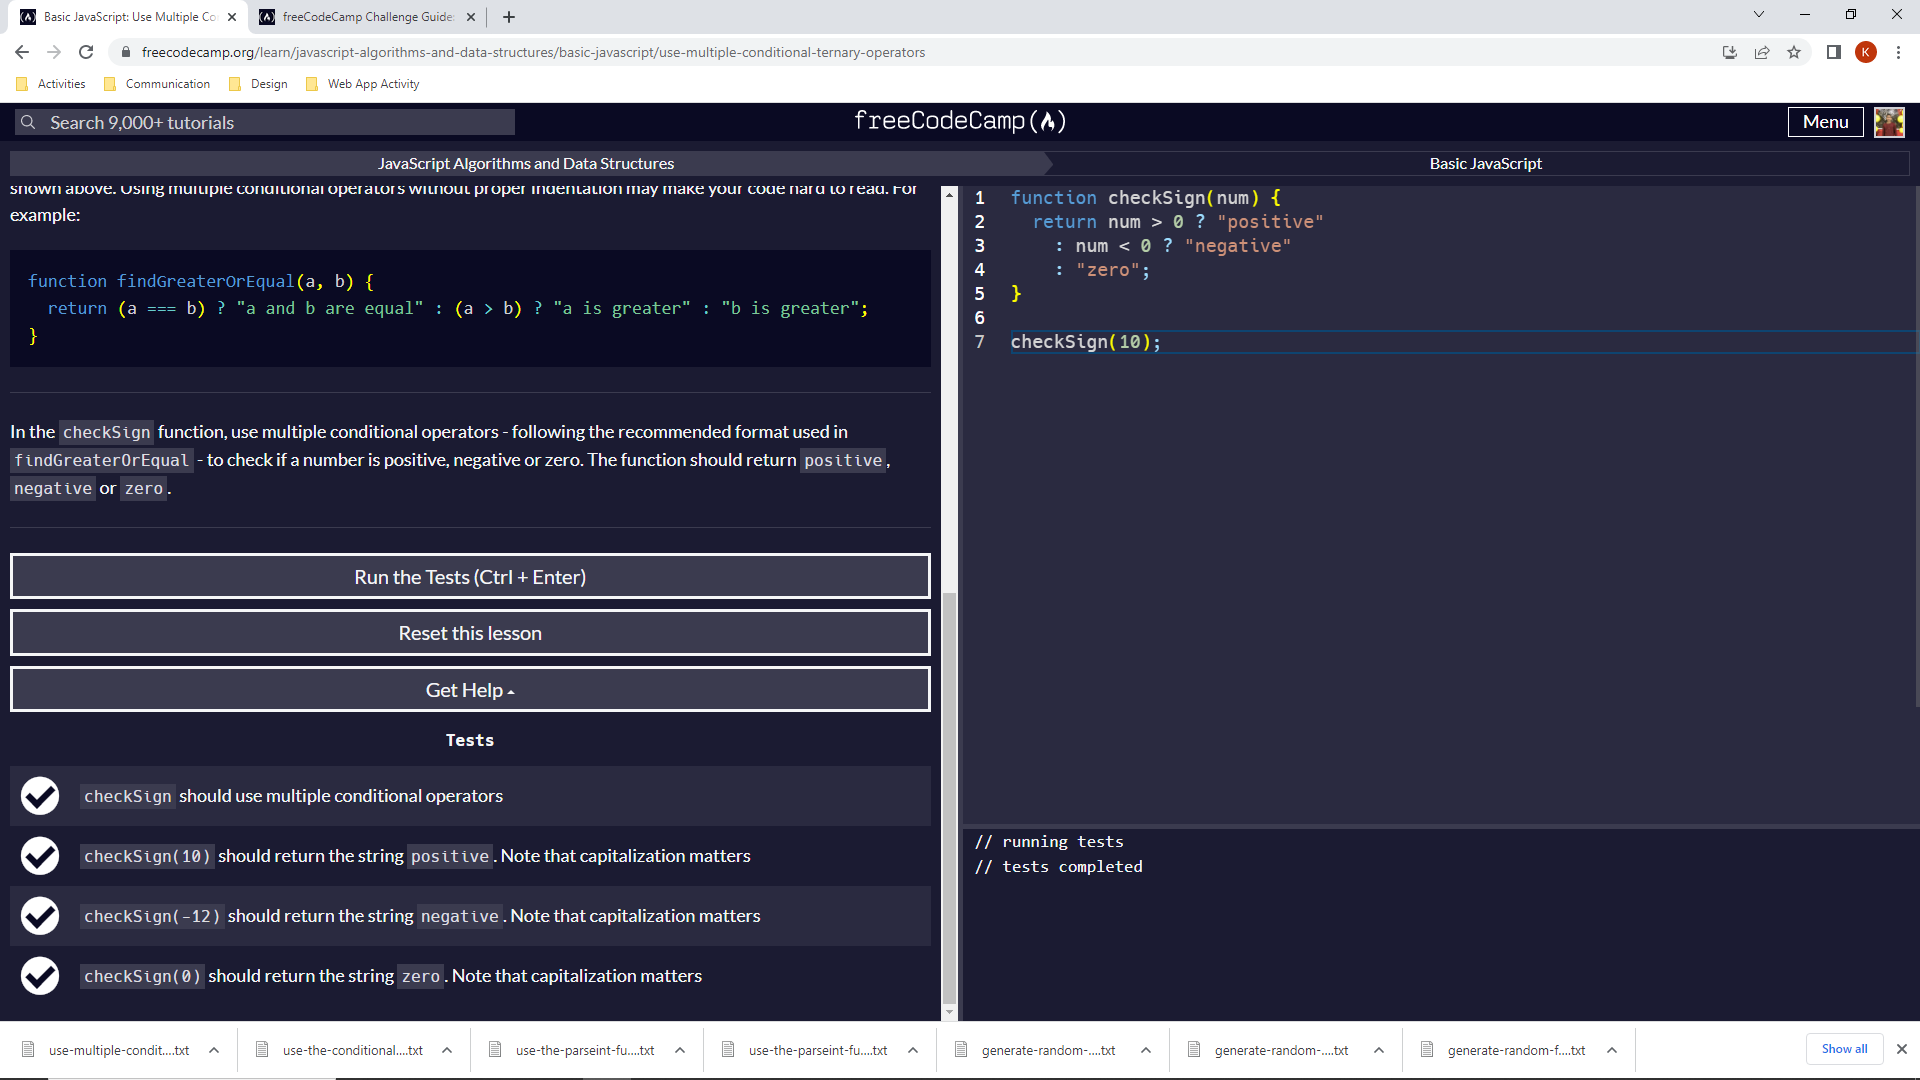 Basic JavaScript: Use Multiple Co
freeCodeCamp Challenge Guide:
freecodecamp.org/learn/javascript-algorithms-and-data-structures/basic-javascript/use-multiple-conditional-ternary-operators
K
Activities
Communication
Design
Web App Activity
Search 9,000+ tutorials
freeCodeCamp
Menu
JavaScript Algorithms and Data Structures
Basic JavaScript
shown above. Using multiple conditional operators without proper indentation may make your code hard to read. For
example:
function findGreaterOrEqual(a, b) {
  return (a === b) ? "a and b are equal" : (a > b) ? "a is greater" : "b is greater";
}
In the checkSign function, use multiple conditional operators - following the recommended format used in
findGreaterOrEqual - to check if a number is positive, negative or zero. The function should return positive,
negative or zero.
Run the Tests (Ctrl + Enter)
Reset this lesson
Get Help
Tests
checkSign should use multiple conditional operators
checkSign(10) should return the string positive. Note that capitalization matters
checkSign(-12) should return the string negative. Note that capitalization matters
checkSign(0) should return the string zero. Note that capitalization matters
1 function checkSign(num) {
2   return num > 0 ? "positive"
3     : num < 0 ? "negative"
4     : "zero";
5 }
6
7 checkSign(10);
// running tests
// tests completed
use-multiple-condit....txt
use-the-conditional....txt
use-the-parseint-fu....txt
use-the-parseint-fu....txt
generate-random-....txt
generate-random-....txt
generate-random-f....txt
Show all